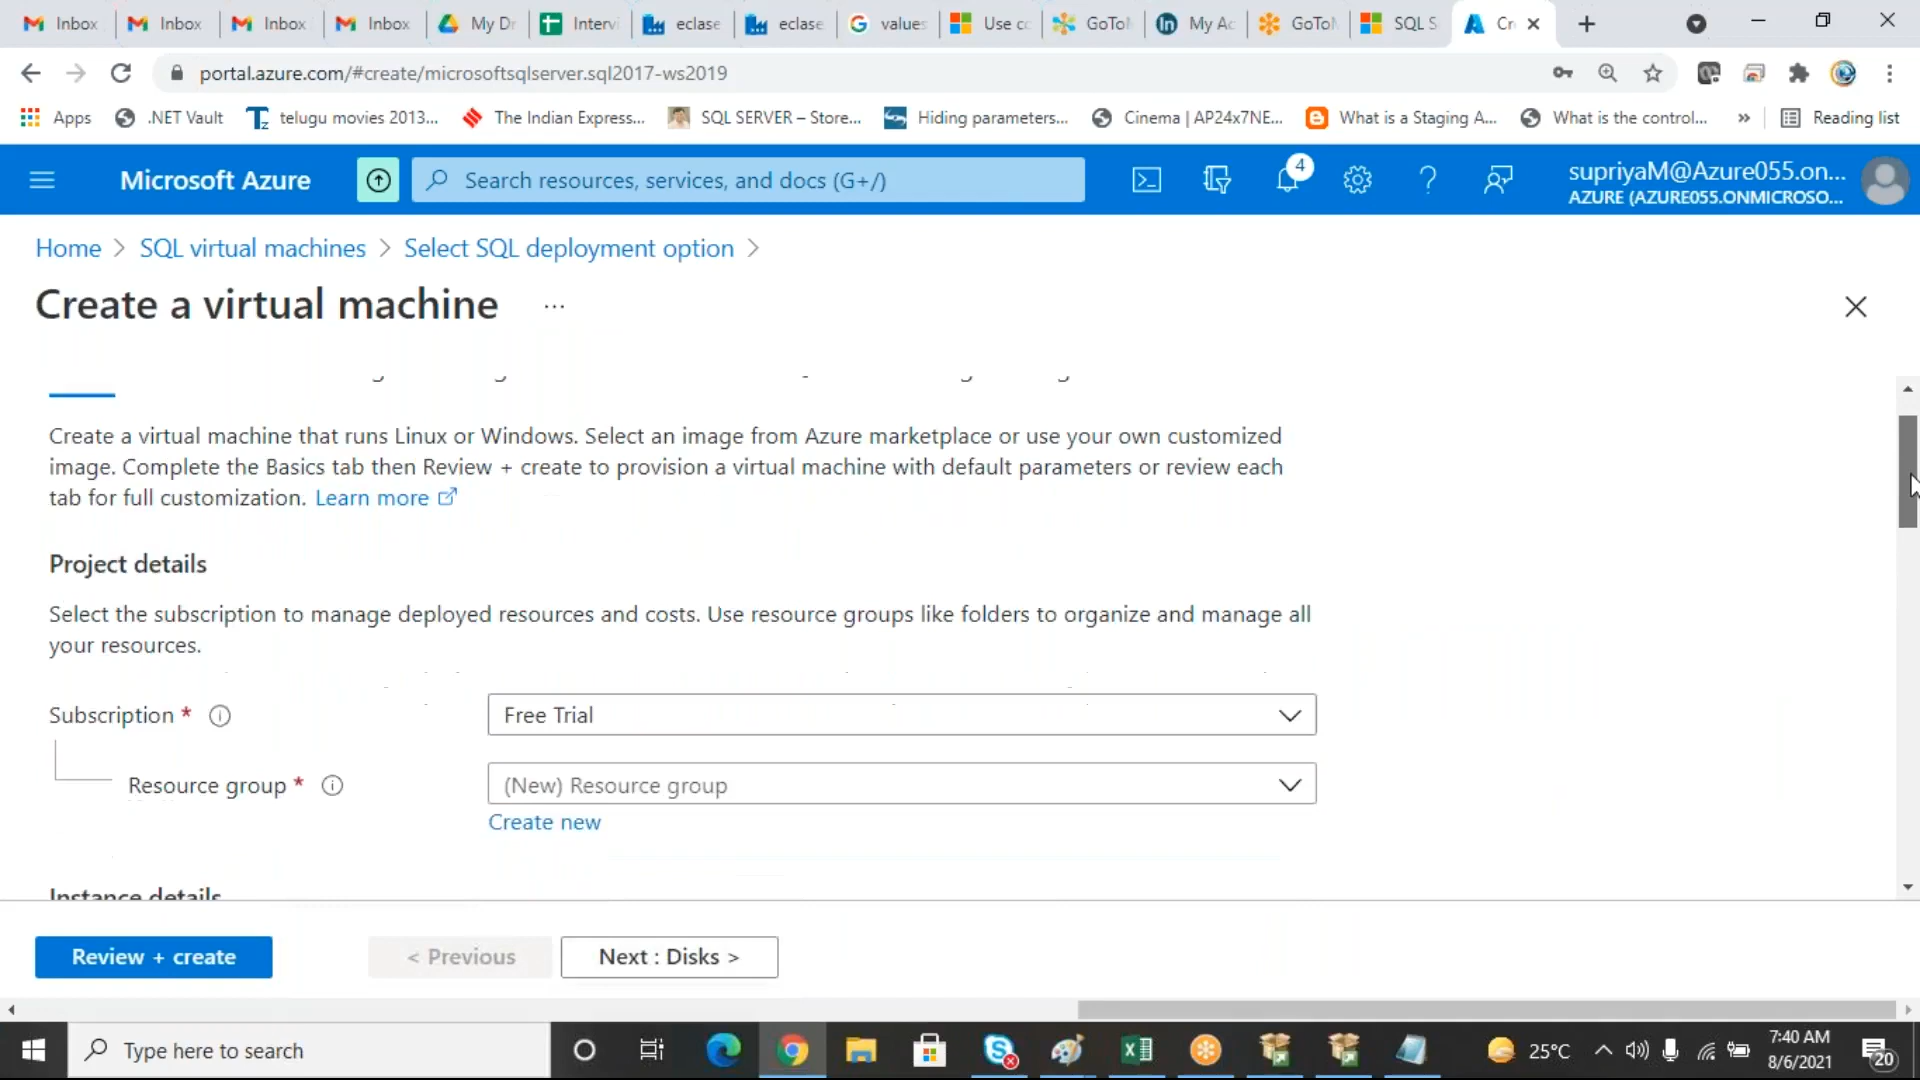 Inbox
Inbox
Inbox
Inbox
My Dr
Intervi
eclase
eclase
values
Use co
GoToM
My Ac
GoToM
SQL S
Cr
portal.azure.com/#create/microsoftsqlserver.sql2017-ws2019
Apps
.NET Vault
telugu movies 2013...
The Indian Express...
SQL SERVER – Store...
Hiding parameters...
Cinema | AP24x7NE...
What is a Staging A...
What is the control...
»
Reading list
Microsoft Azure
Search resources, services, and docs (G+/)
4
supriyaM@Azure055.on...
AZURE (AZURE055.ONMICROSO...
Home > SQL virtual machines > Select SQL deployment option >
Create a virtual machine ...
Create a virtual machine that runs Linux or Windows. Select an image from Azure marketplace or use your own customized
image. Complete the Basics tab then Review + create to provision a virtual machine with default parameters or review each
tab for full customization. Learn more
Project details
Select the subscription to manage deployed resources and costs. Use resource groups like folders to organize and manage all
your resources.
Subscription *
Free Trial
Resource group *
(New) Resource group
Create new
Instance details
Review + create
< Previous
Next : Disks >
Type here to search
25°C
7:40 AM
8/6/2021
20